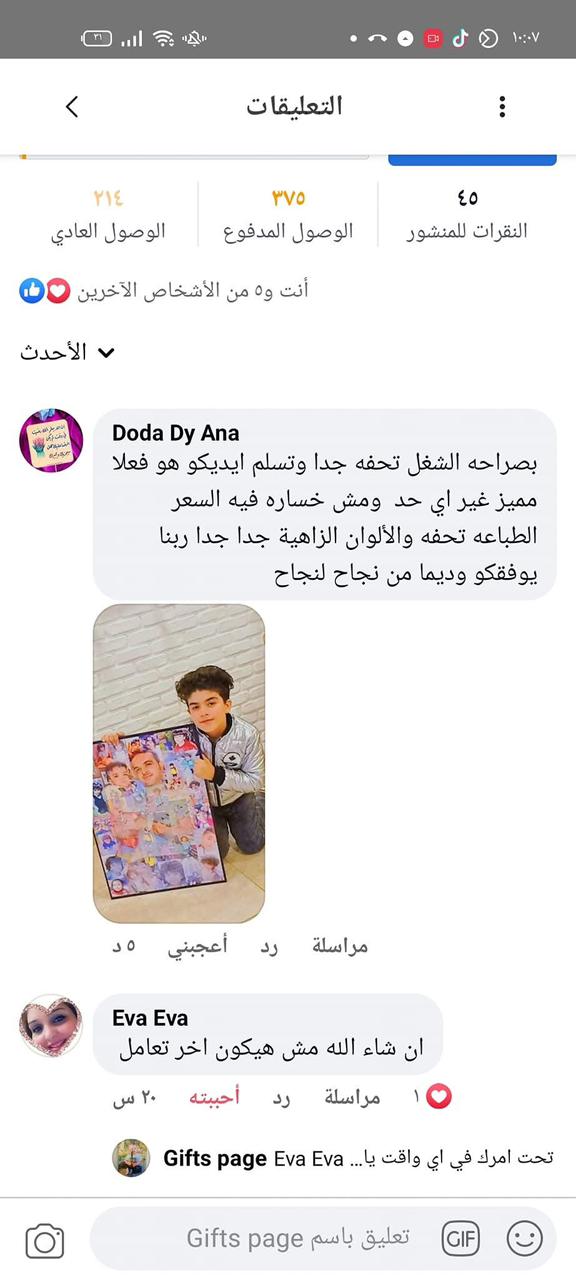 ٣١
١٠:٠٧
التعليقات
٤٥
٣٧٥
٢١٤
النقرات للمنشور
الوصول المدفوع
الوصول العادي
أنت و٥ من الأشخاص الآخرين
الأحدث
Doda Dy Ana
بصراحه الشغل تحفه جدا وتسلم ايديكو هو فعلا
مميز غير اي حد ومش خساره فيه السعر
الطباعه تحفه والألوان الزاهية جدا جدا ربنا
يوفقكو وديما من نجاح لنجاح
٥ د أعجبني رد مراسلة
Eva Eva
ان شاء الله مش هيكون اخر تعامل
٢٠ س أحببته رد مراسلة ١
Gifts page Eva Eva تحت امرك في اي واقت يا...
تعليق باسم Gifts page
GIF